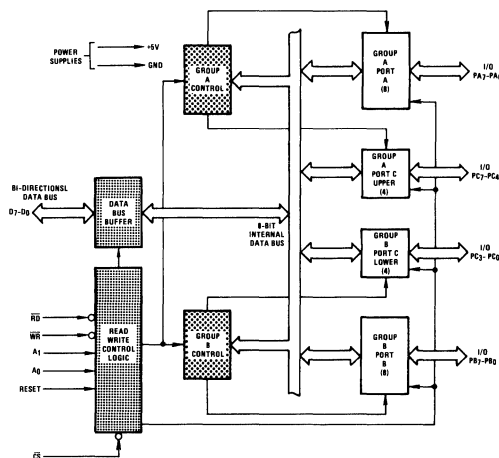 POWER
SUPPLIES
+5V
GND
GROUP
A
CONTROL
GROUP
A
PORT
A
(8)
I/O
PA7-PA0
GROUP
A
PORT C
UPPER
(4)
I/O
PC7-PC4
BI-DIRECTIONSL
DATA BUS
D7-D0
DATA
BUS
BUFFER
8-BIT
INTERNAL
DATA BUS
GROUP
B
PORT C
LOWER
(4)
I/O
PC3-PC0
RD
WR
A1
A0
RESET
READ
WRITE
CONTROL
LOGIC
GROUP
B
CONTROL
GROUP
B
PORT
B
(8)
I/O
PB7-PB0
CS